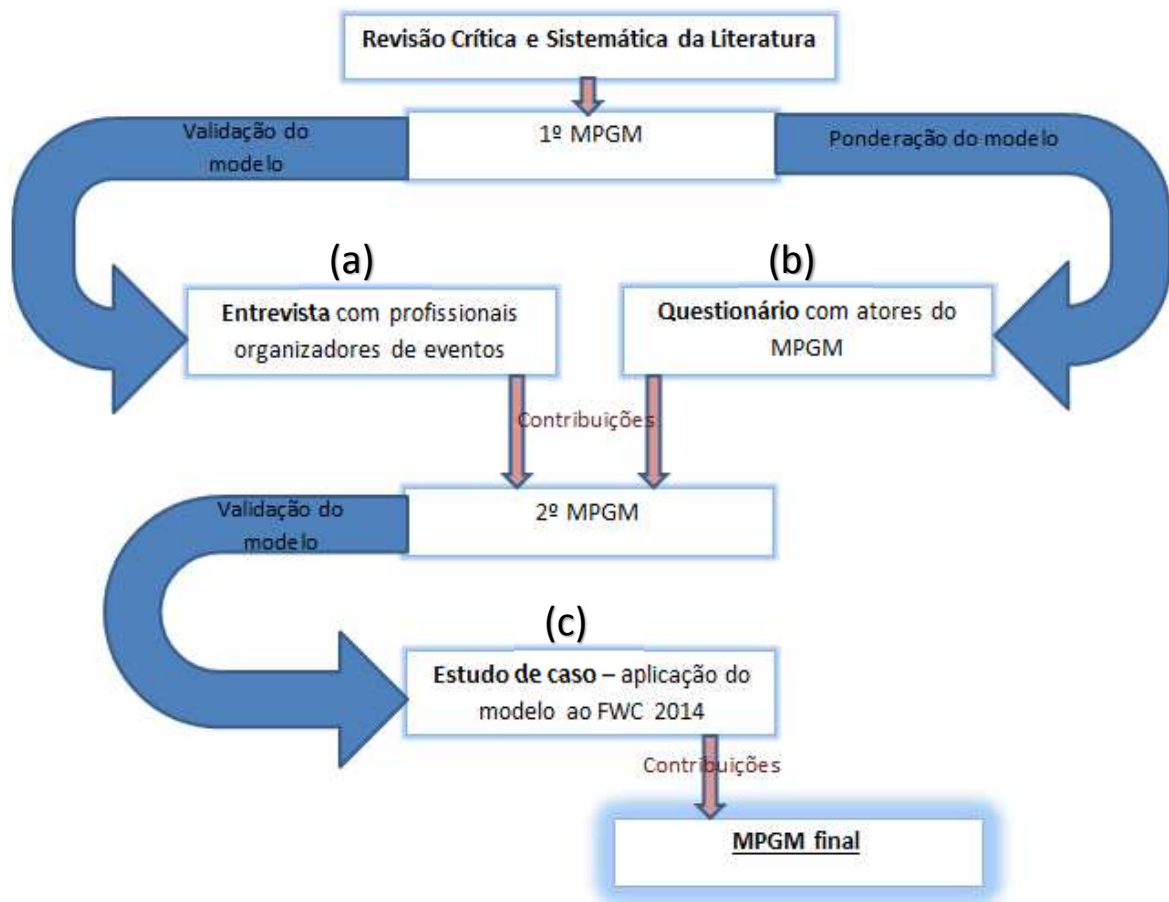 Revisão Crítica e Sistemática da Literatura
Validação do
modelo
1º MPGM
Ponderação do modelo
(a)
(b)
Entrevista com profissionais
organizadores de eventos
Questionário com atores do
MPGM
Contribuições
Validação do
modelo
2º MPGM
(c)
Estudo de caso – aplicação do
modelo ao FWC 2014
Contribuições
MPGM final